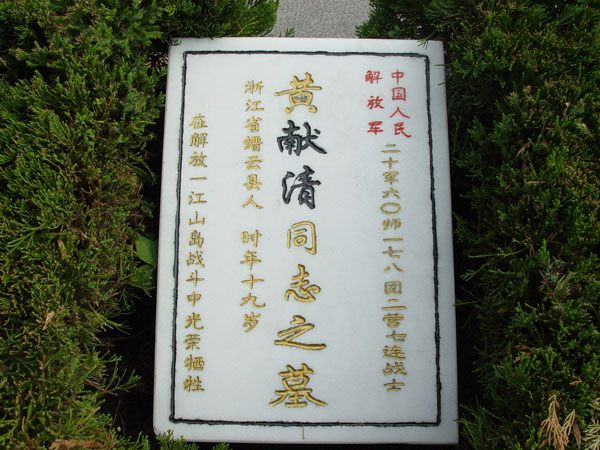 中国人民
解放军
二十军六〇师一七八团二营七连战士
黄献清同志之墓
浙江省缙云县人 时年十九岁
在解放一江山岛战斗中光荣牺牲